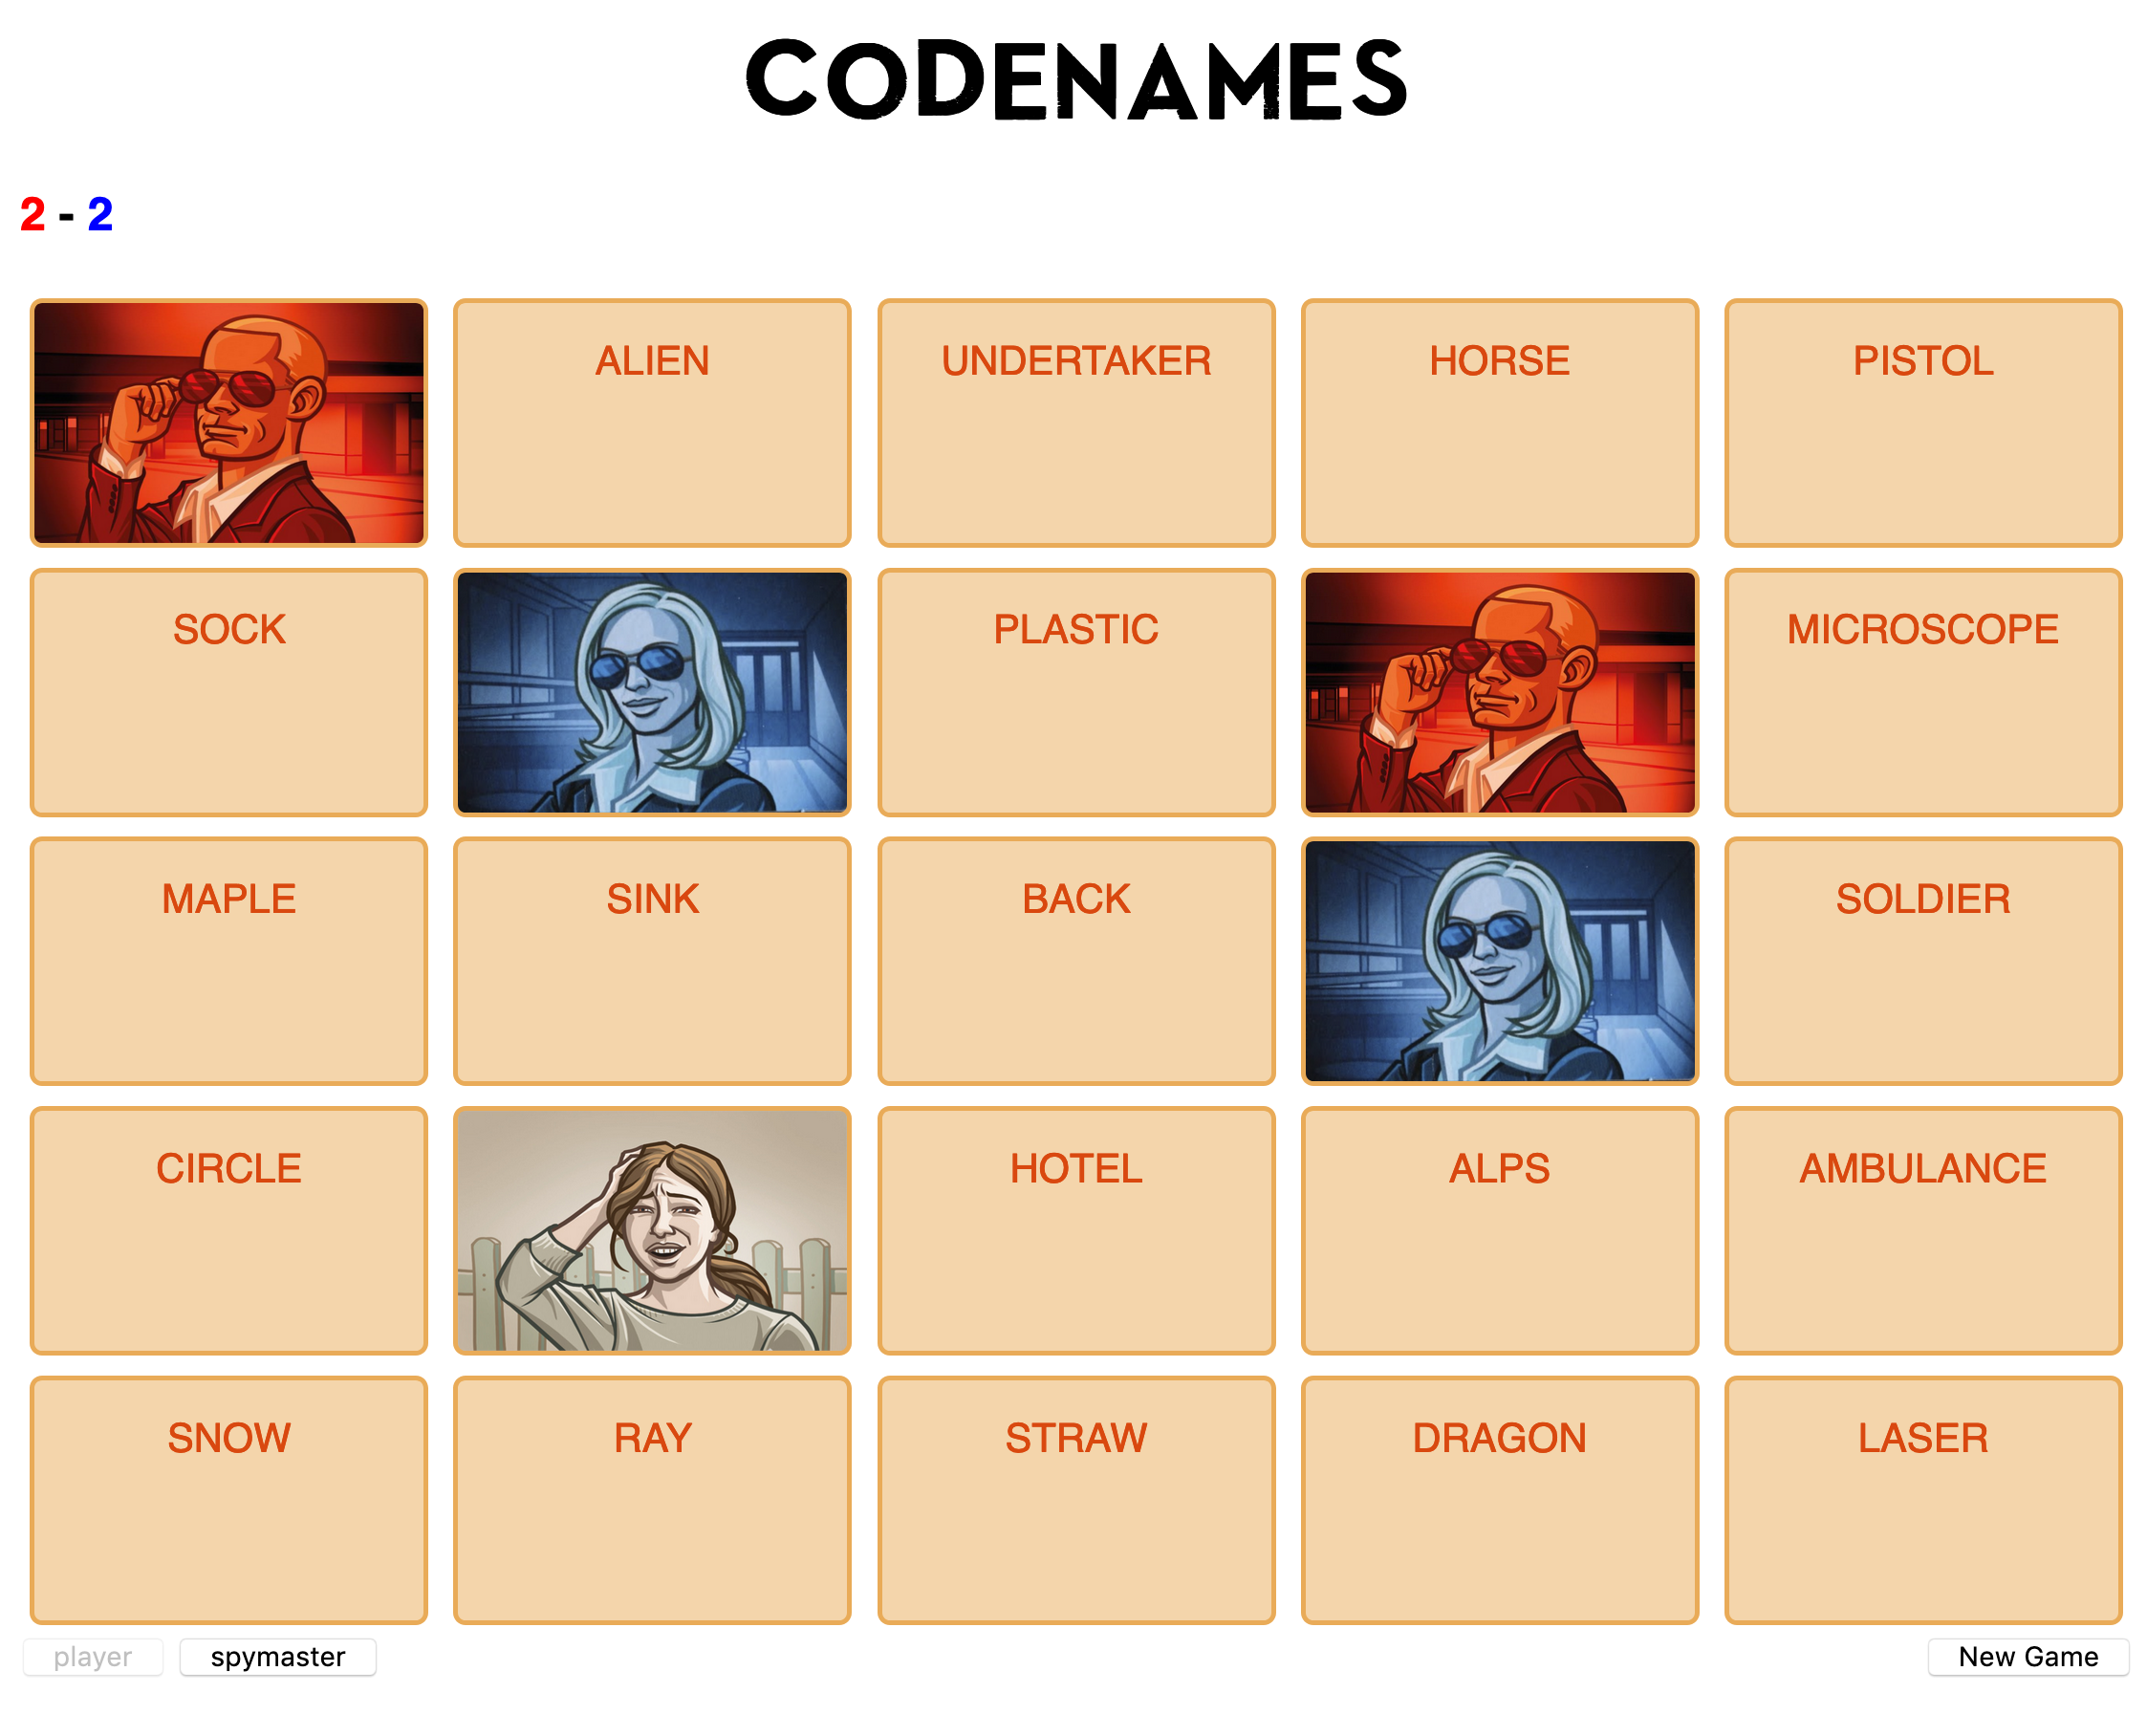 CODENAMES
2 - 2
ALIEN UNDERTAKER HORSE PISTOL
SOCK PLASTIC MICROSCOPE
MAPLE SINK BACK SOLDIER
CIRCLE HOTEL ALPS AMBULANCE
SNOW RAY STRAW DRAGON LASER
player spymaster New Game